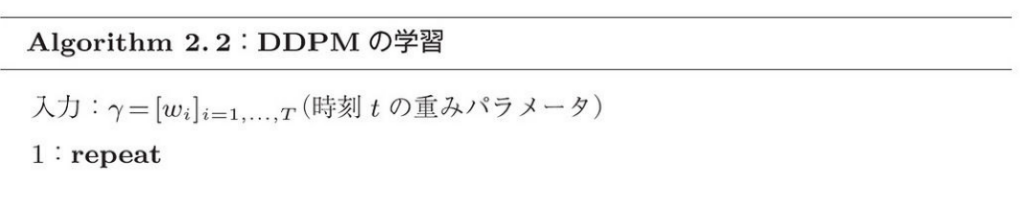 Algorithm 2.2：DDPM の学習
入力：γ=[w_i]_{i=1,…,T}(時刻 t の重みパラメータ)
1：repeat